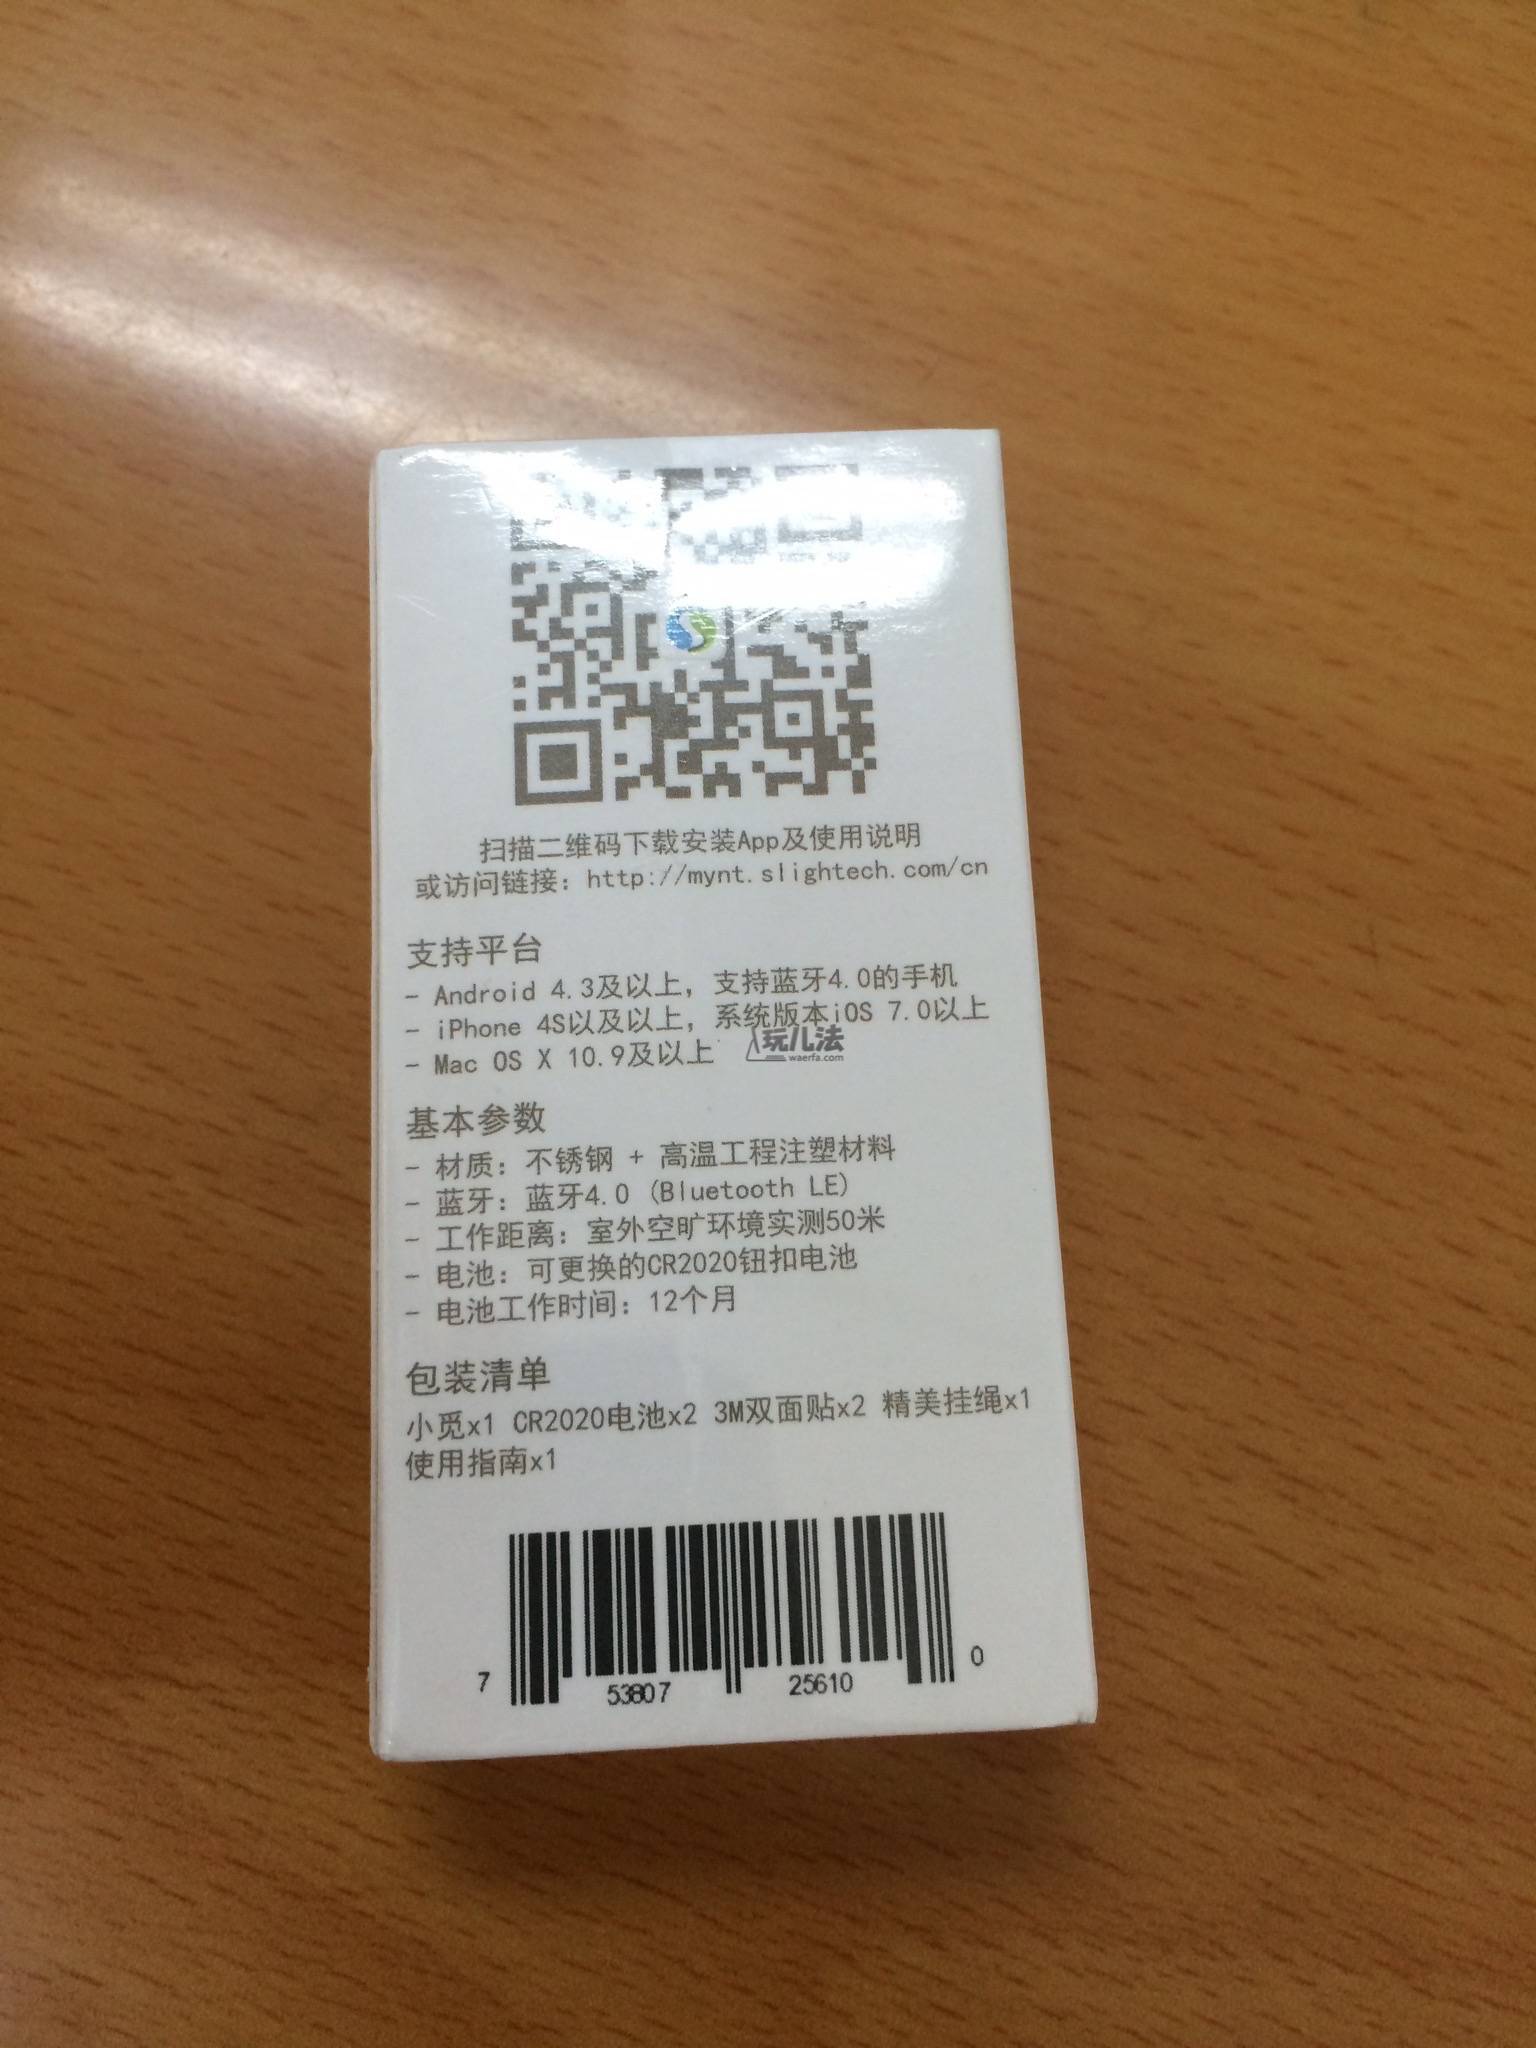 扫描二维码下载安装App及使用说明
或访问链接：http://mynt.slightech.com/cn
支持平台
- Android 4.3及以上，支持蓝牙4.0的手机
- iPhone 4S以及以上，系统版本iOS 7.0以上
- Mac OS X 10.9及以上
玩儿法
waerfa.com
基本参数
- 材质：不锈钢 + 高温工程注塑材料
- 蓝牙：蓝牙4.0 (Bluetooth LE)
- 工作距离：室外空旷环境实测50米
- 电池：可更换的CR2020钮扣电池
- 电池工作时间：12个月
包装清单
小觅x1 CR2020电池x2 3M双面贴x2 精美挂绳x1
使用指南x1
7 53807 25610 0